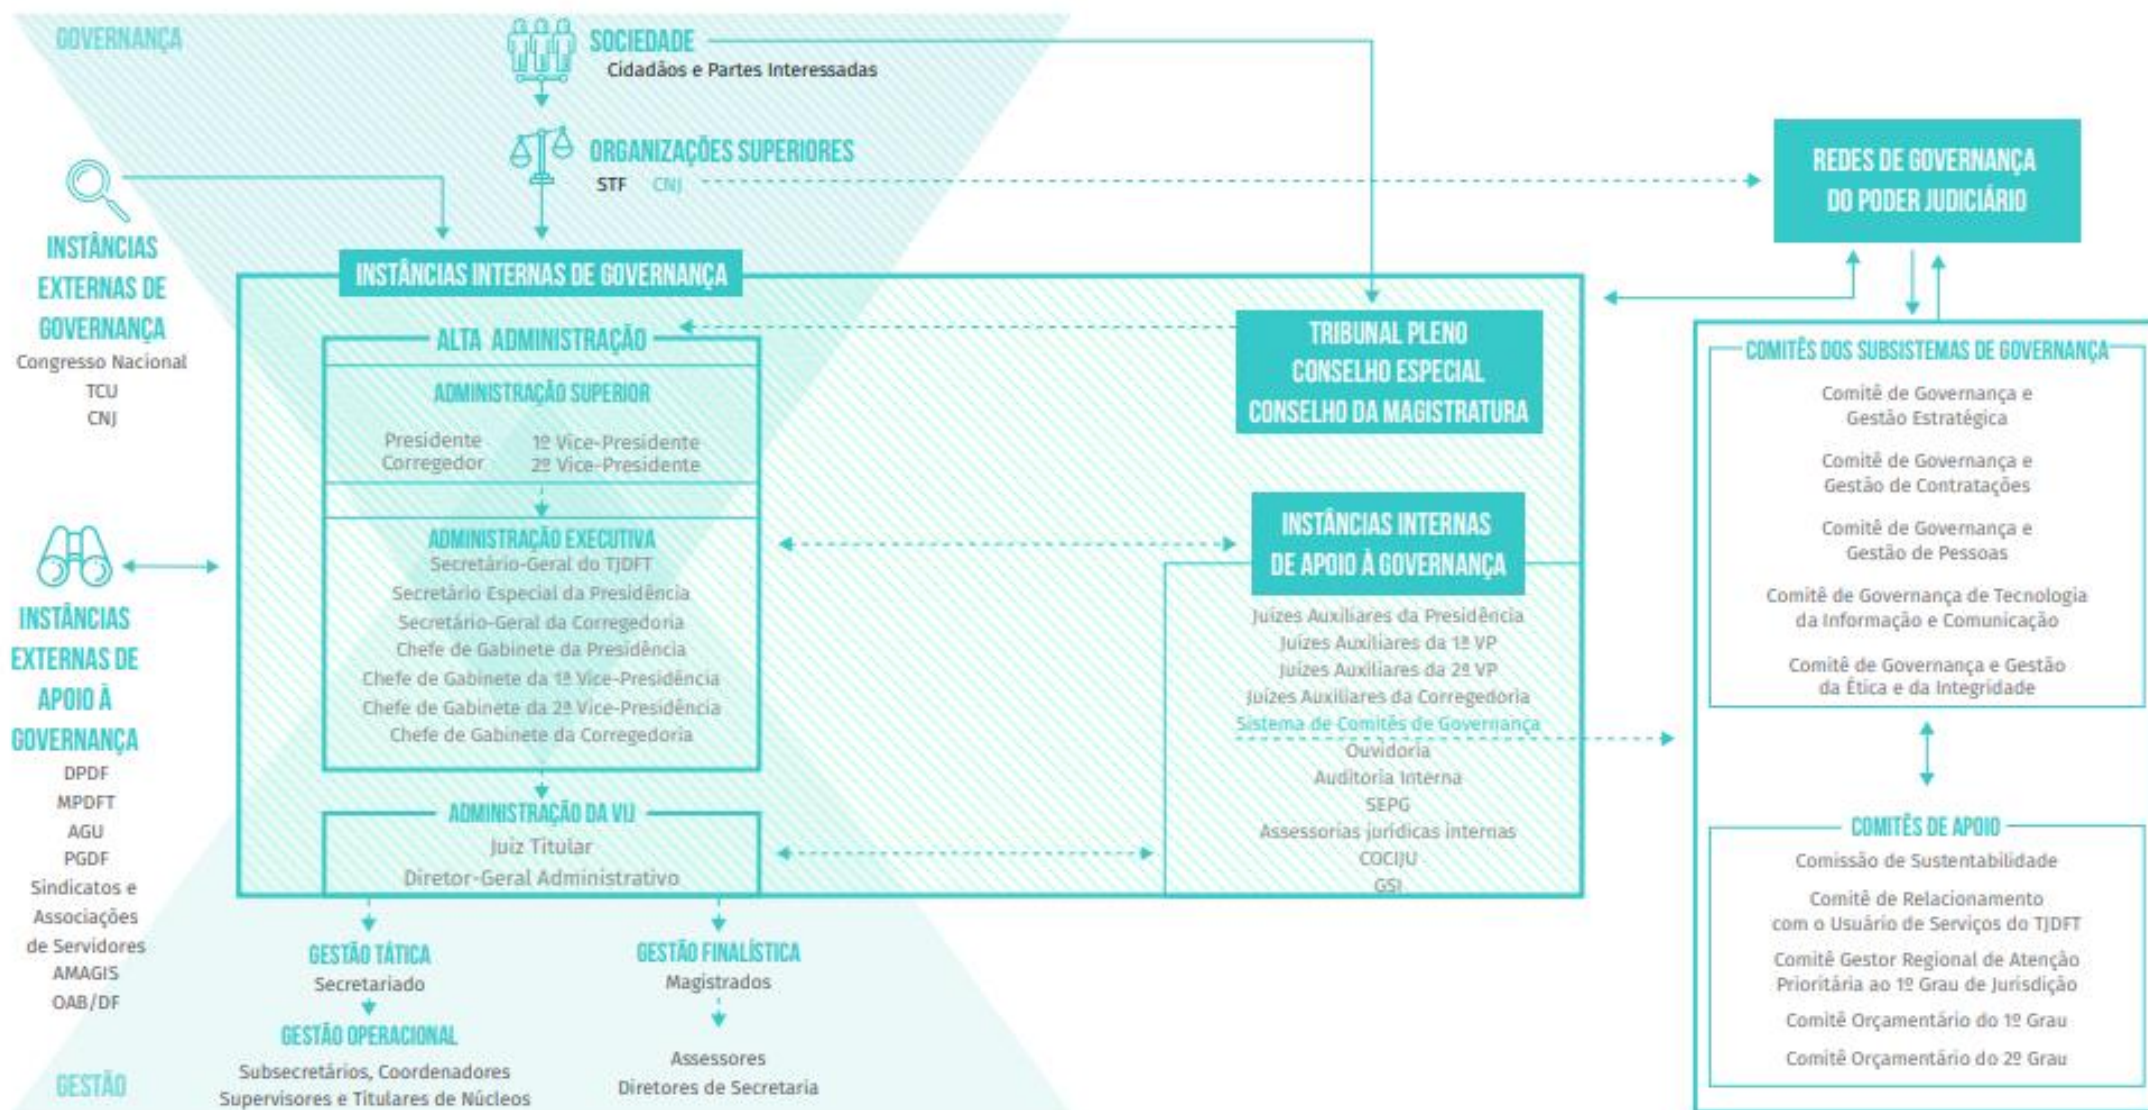 GOVERNANÇA
SOCIEDADE
Cidadãos e Partes Interessadas
ORGANIZAÇÕES SUPERIORES
STF CNJ
INSTÂNCIAS
EXTERNAS DE
GOVERNANÇA
Congresso Nacional
TCU
CNJ
INSTÂNCIAS
EXTERNAS DE
APOIO À
GOVERNANÇA
DPDF
MPDFT
AGU
PGDF
Sindicatos e
Associações
de Servidores
AMAGIS
OAB/DF
INSTÂNCIAS INTERNAS DE GOVERNANÇA
ALTA ADMINISTRAÇÃO
ADMINISTRAÇÃO SUPERIOR
Presidente 1º Vice-Presidente
Corregedor 2º Vice-Presidente
ADMINISTRAÇÃO EXECUTIVA
Secretário-Geral do TJDFT
Secretário Especial da Presidência
Secretário-Geral da Corregedoria
Chefe de Gabinete da Presidência
Chefe de Gabinete da 1ª Vice-Presidência
Chefe de Gabinete da 2ª Vice-Presidência
Chefe de Gabinete da Corregedoria
ADMINISTRAÇÃO DA VIJ
Juiz Titular
Diretor-Geral Administrativo
TRIBUNAL PLENO
CONSELHO ESPECIAL
CONSELHO DA MAGISTRATURA
INSTÂNCIAS INTERNAS
DE APOIO À GOVERNANÇA
Juízes Auxiliares da Presidência
Juízes Auxiliares da 1ª VP
Juízes Auxiliares da 2ª VP
Juízes Auxiliares da Corregedoria
Sistema de Comitês de Governança
Ouvidoria
Auditoria Interna
SEPG
Assessorias jurídicas internas
COCIJU
GSI
GESTÃO TÁTICA
Secretariado
GESTÃO OPERACIONAL
Subsecretários, Coordenadores
Supervisores e Titulares de Núcleos
GESTÃO FINALÍSTICA
Magistrados
Assessores
Diretores de Secretaria
GESTÃO
REDES DE GOVERNANÇA
DO PODER JUDICIÁRIO
COMITÊS DOS SUBSISTEMAS DE GOVERNANÇA
Comitê de Governança e
Gestão Estratégica
Comitê de Governança e
Gestão de Contratações
Comitê de Governança e
Gestão de Pessoas
Comitê de Governança de Tecnologia
da Informação e Comunicação
Comitê de Governança e Gestão
da Ética e da Integridade
COMITÊS DE APOIO
Comissão de Sustentabilidade
Comitê de Relacionamento
com o Usuário de Serviços do TJDFT
Comitê Gestor Regional de Atenção
Prioritária ao 1º Grau de Jurisdição
Comitê Orçamentário do 1º Grau
Comitê Orçamentário do 2º Grau